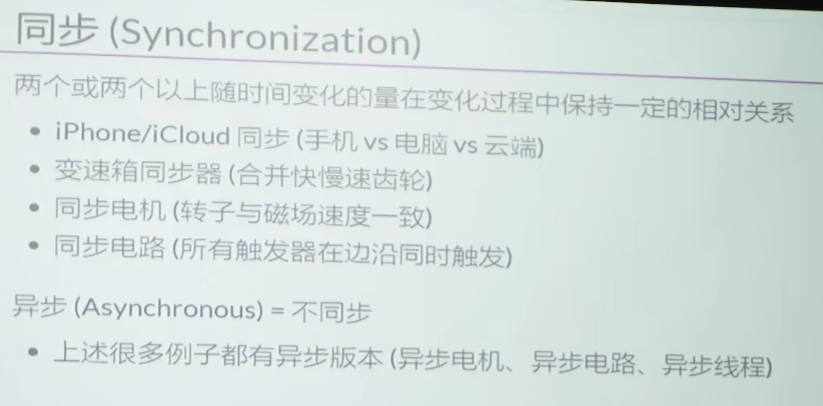 同步 (Synchronization)
两个或两个以上随时间变化的量在变化过程中保持一定的相对关系
• iPhone/iCloud 同步 (手机 vs 电脑 vs 云端)
• 变速箱同步器 (合并快慢速齿轮)
• 同步电机 (转子与磁场速度一致)
• 同步电路 (所有触发器在边沿同时触发)
异步 (Asynchronous) = 不同步
• 上述很多例子都有异步版本 (异步电机、异步电路、异步线程)